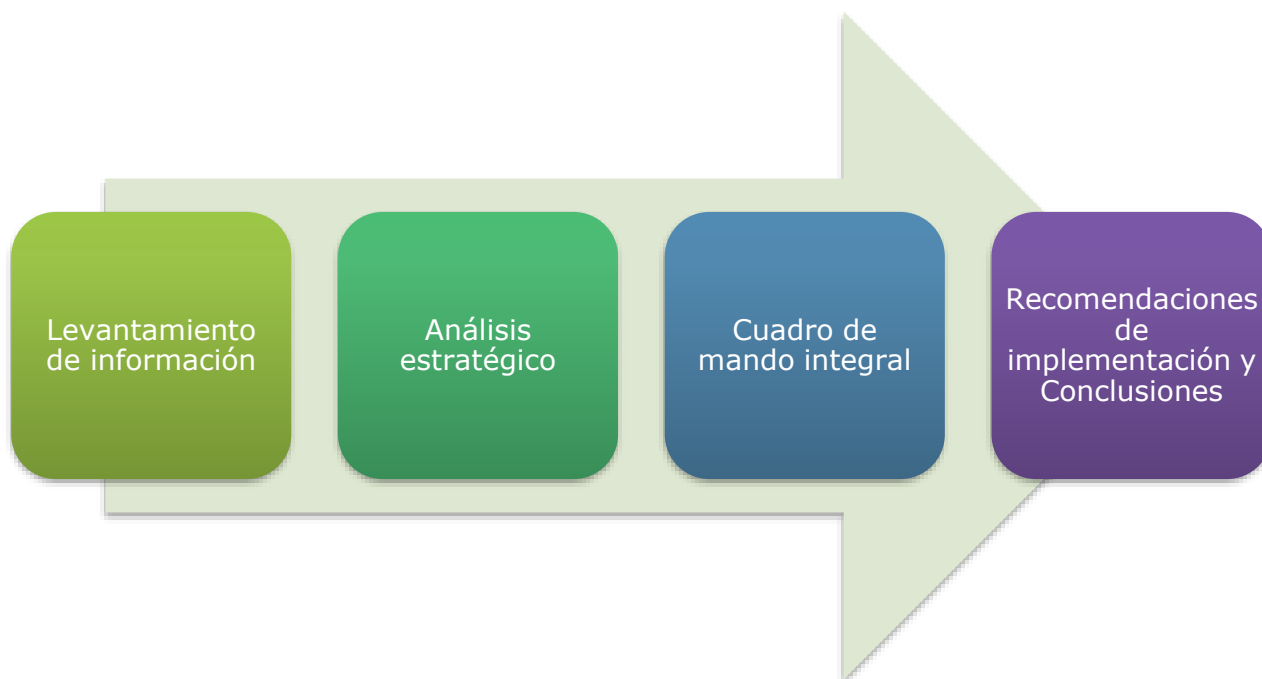 Levantamiento
de información
Análisis
estratégico
Cuadro de
mando integral
Recomendaciones
de
implementación y
Conclusiones